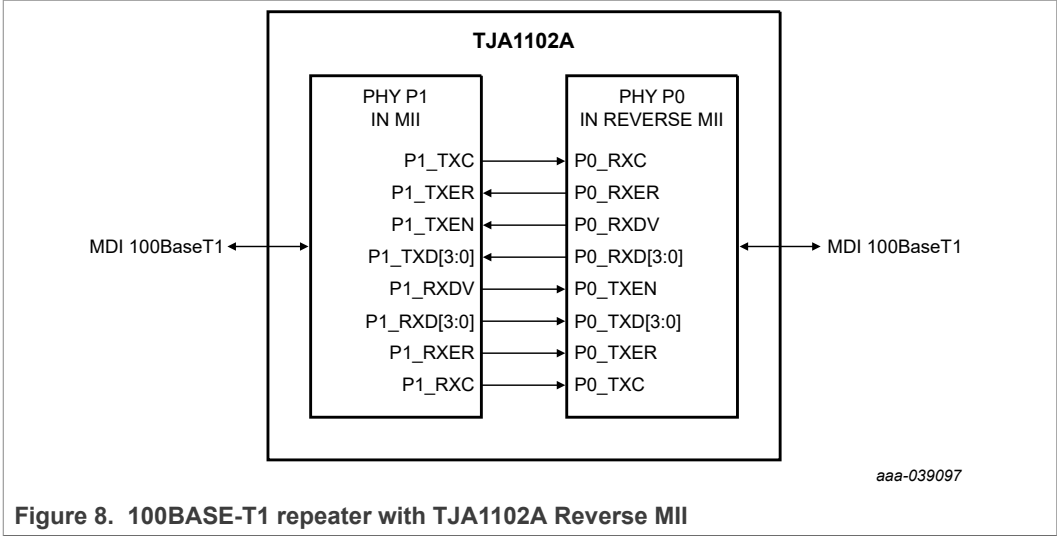 TJA1102A
PHY P1
IN MII
PHY P0
IN REVERSE MII
P1_TXC
P0_RXC
P1_TXER
P0_RXER
P1_TXEN
P0_RXDV
MDI 100BaseT1
P1_TXD[3:0]
P0_RXD[3:0]
MDI 100BaseT1
P1_RXDV
P0_TXEN
P1_RXD[3:0]
P0_TXD[3:0]
P1_RXER
P0_TXER
P1_RXC
P0_TXC
aaa-039097
Figure 8. 100BASE-T1 repeater with TJA1102A Reverse MII